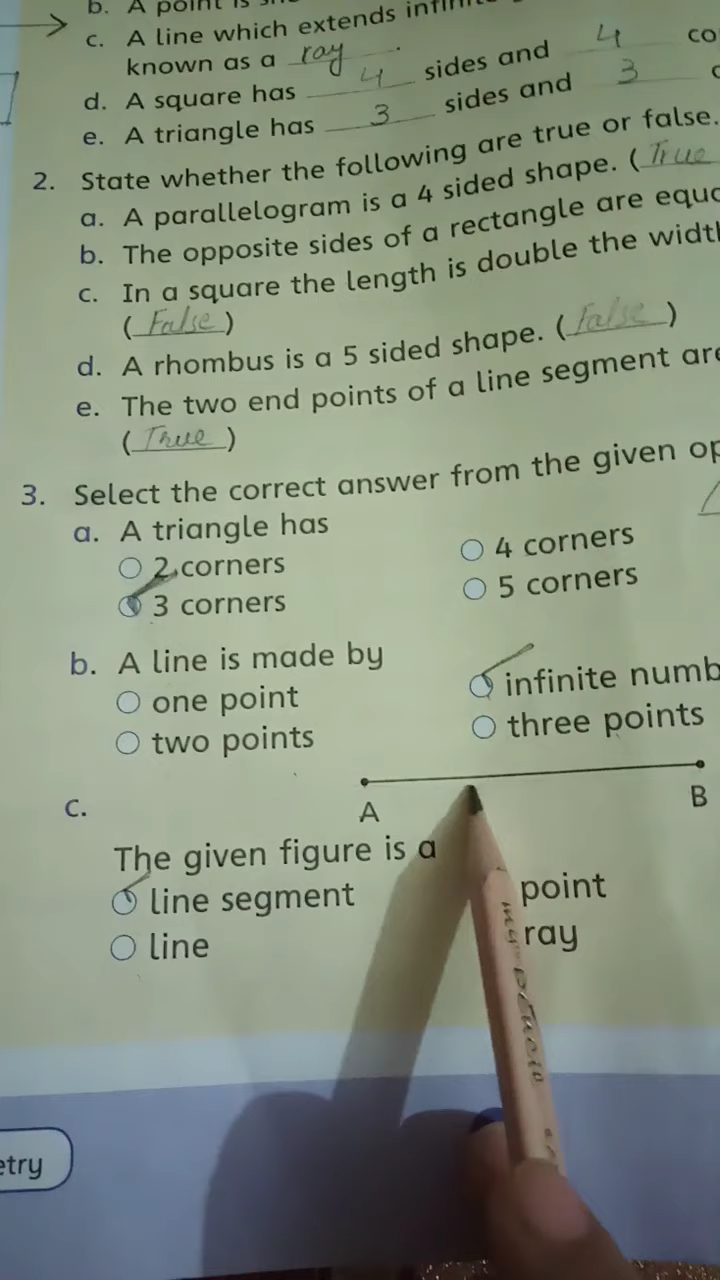 b. A point is
c. A line which extends infin
known as a ray.
d. A square has 4 sides and 4 co
e. A triangle has 3 sides and 3 c
2. State whether the following are true or false.
a. A parallelogram is a 4 sided shape. (True
b. The opposite sides of a rectangle are equa
c. In a square the length is double the widt
(False)
d. A rhombus is a 5 sided shape. (False)
e. The two end points of a line segment are
(True)
3. Select the correct answer from the given op
a. A triangle has
2 corners 4 corners
3 corners 5 corners
b. A line is made by
one point infinite numb
two points three points
c. A B
The given figure is a
line segment point
line ray
etry